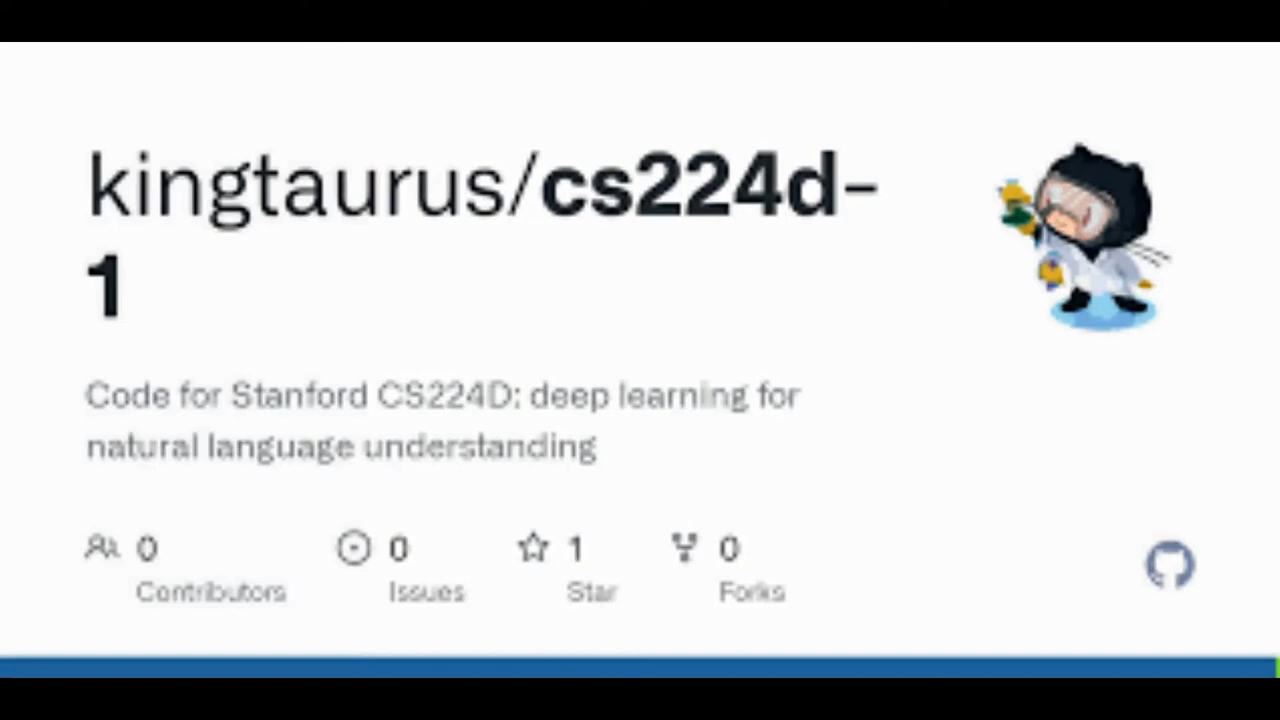 kingtaurus/cs224d-
1
Code for Stanford CS224D: deep learning for
natural language understanding
0 0 1 0
Contributors Issues Star Forks